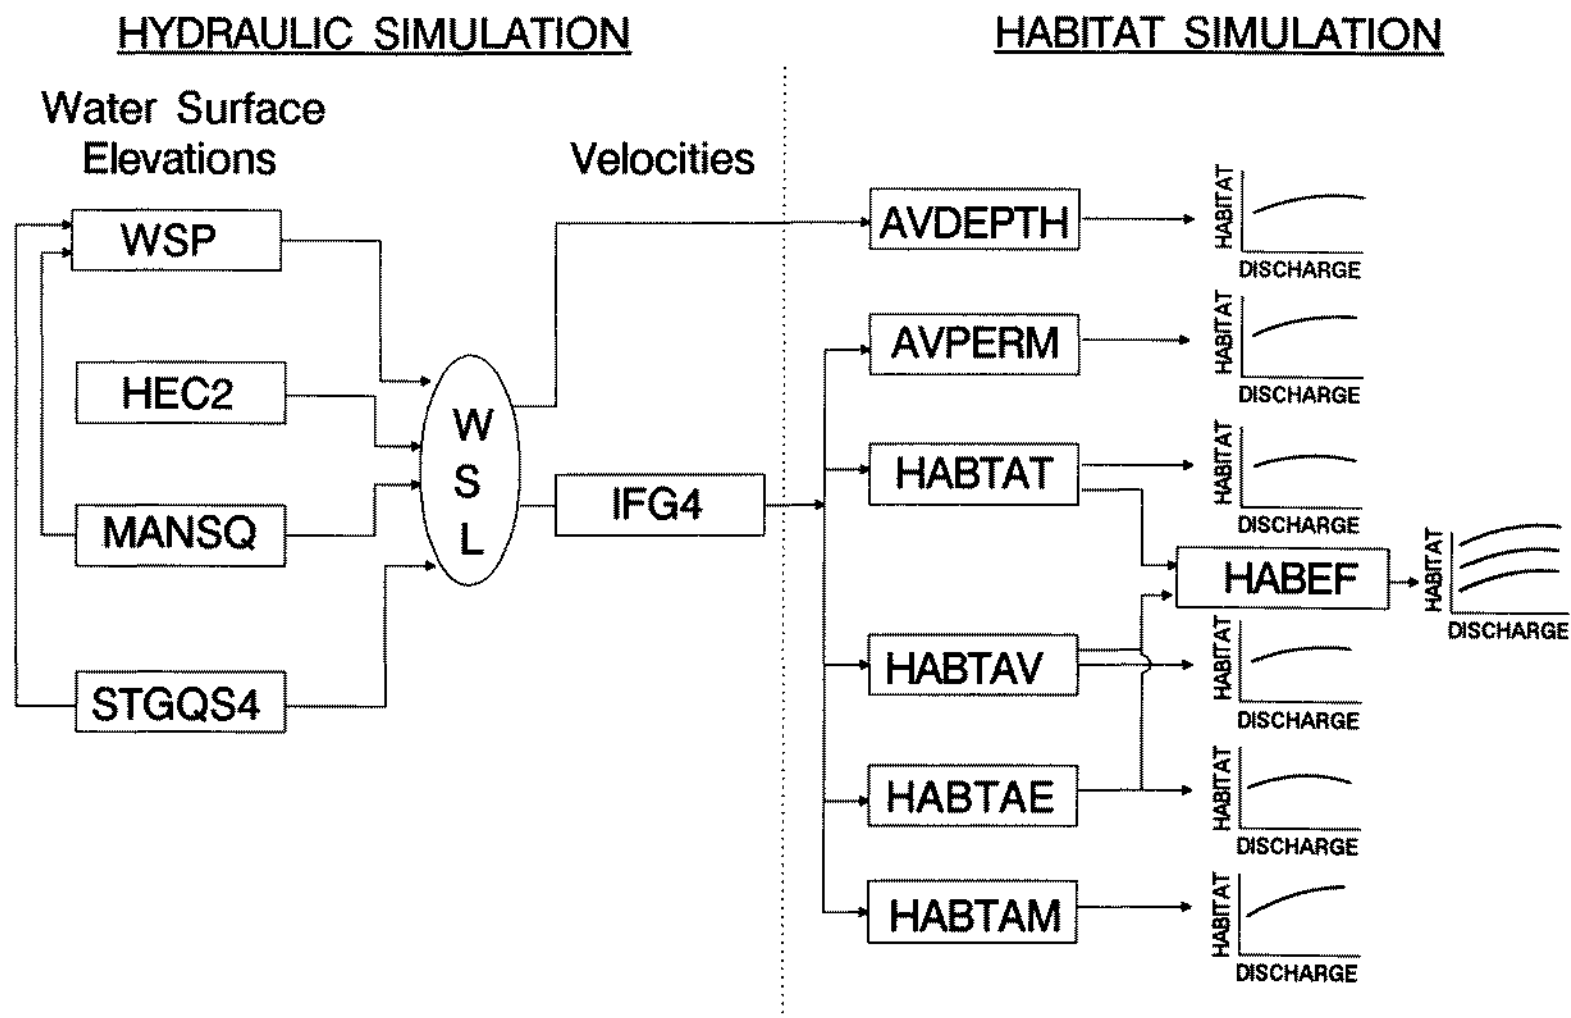 HYDRAULIC SIMULATION
HABITAT SIMULATION
Water Surface
Elevations
Velocities
WSP
HEC2
MANSQ
STGQS4
W
S
L
IFG4
AVDEPTH
HABITAT
DISCHARGE
AVPERM
HABITAT
DISCHARGE
HABTAT
HABITAT
DISCHARGE
HABEF
HABITAT
DISCHARGE
HABTAV
HABITAT
DISCHARGE
HABTAE
HABITAT
DISCHARGE
HABTAM
HABITAT
DISCHARGE